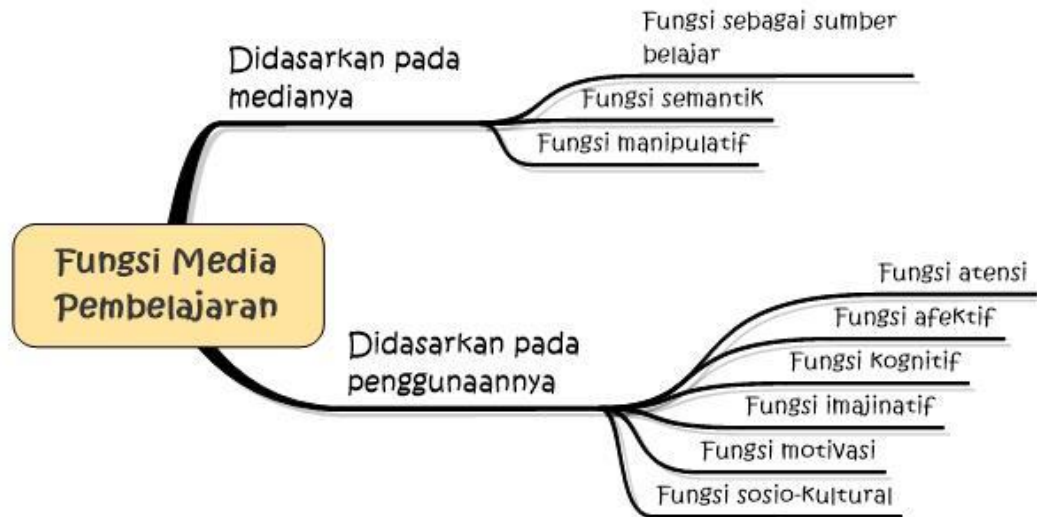 Fungsi Media
Pembelajaran
Didasarkan pada
medianya
Fungsi sebagai sumber
belajar
Fungsi semantik
Fungsi manipulatif
Didasarkan pada
penggunaannya
Fungsi atensi
Fungsi afektif
Fungsi kognitif
Fungsi imajinatif
Fungsi motivasi
Fungsi sosio-kultural